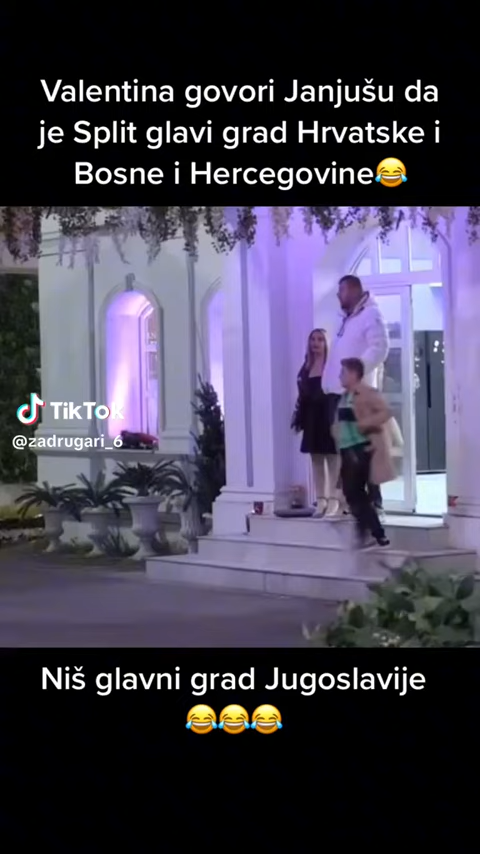 Valentina govori Janjušu da
je Split glavi grad Hrvatske i
Bosne i Hercegovine😂
TikTok
@zadrugari_6
Niš glavni grad Jugoslavije
😂😂😂